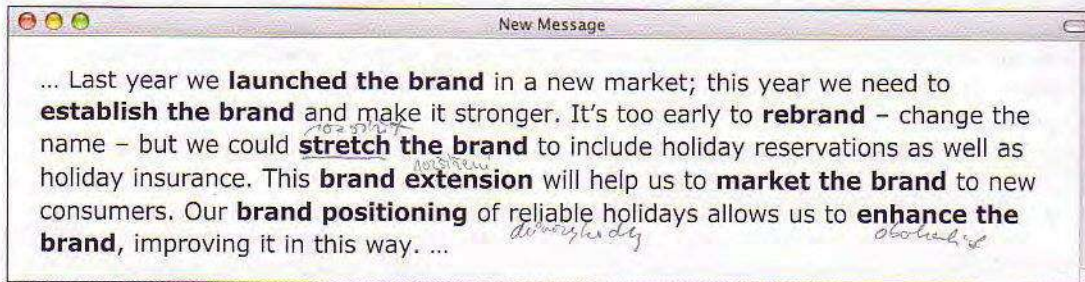 New Message
... Last year we launched the brand in a new market; this year we need to
establish the brand and make it stronger. It's too early to rebrand – change the
name – but we could stretch the brand to include holiday reservations as well as
holiday insurance. This brand extension will help us to market the brand to new
consumers. Our brand positioning of reliable holidays allows us to enhance the
brand, improving it in this way. ...